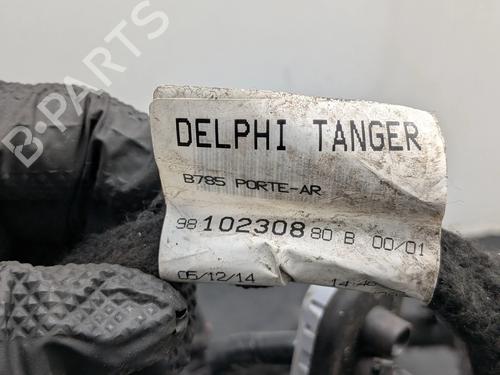 B-PARTS
DELPHI TANGER
B785 PORTE-AR
98 102308 80 B 00/01
05/12/14